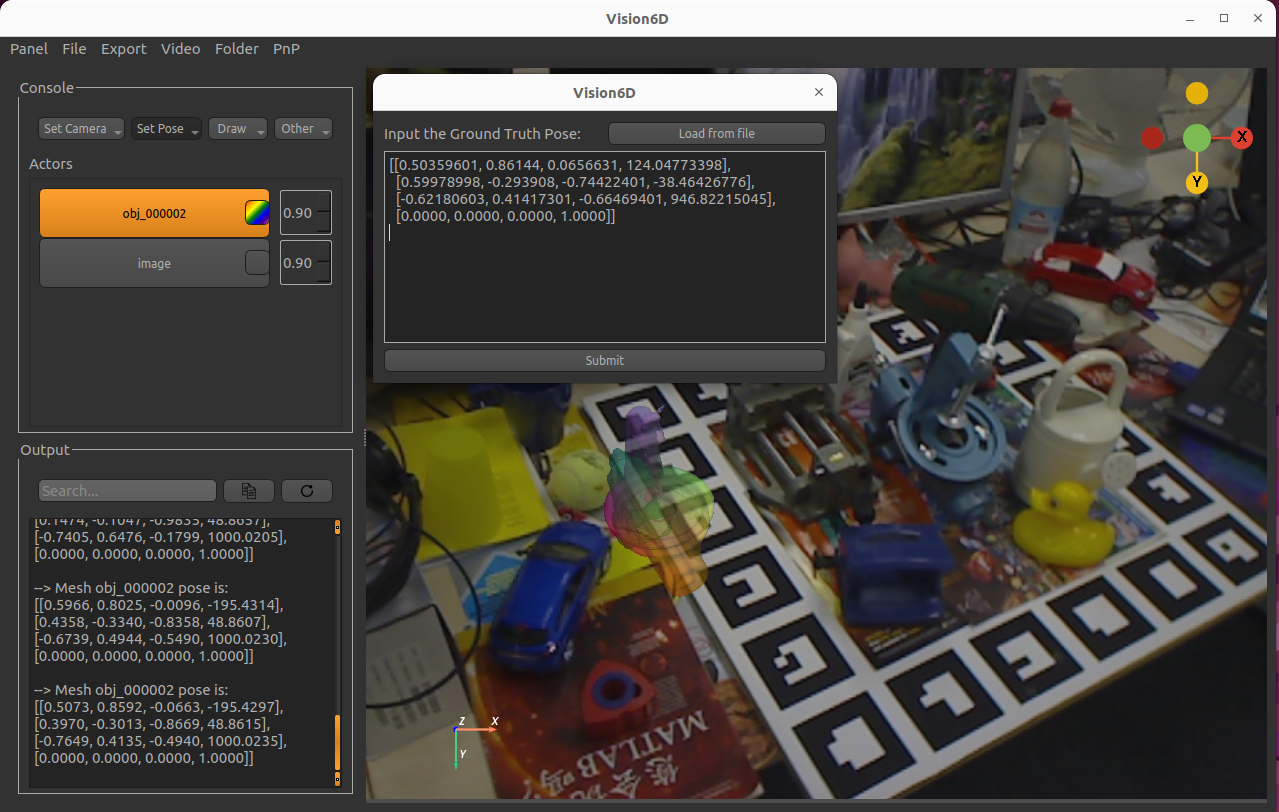 Vision6D
Panel File Export Video Folder PnP
Console
Set Camera Set Pose Draw Other
Actors
obj_000002 0.90
image 0.90
Output
Search...
[0.1474, -0.1047, -0.9835, 48.8657],
[-0.7405, 0.6476, -0.1799, 1000.0205],
[0.0000, 0.0000, 0.0000, 1.0000]]
--> Mesh obj_000002 pose is:
[[0.5966, 0.8025, -0.0096, -195.4314],
[0.4358, -0.3340, -0.8358, 48.8607],
[-0.6739, 0.4944, -0.5490, 1000.0230],
[0.0000, 0.0000, 0.0000, 1.0000]]
--> Mesh obj_000002 pose is:
[[0.5073, 0.8592, -0.0663, -195.4297],
[0.3970, -0.3013, -0.8669, 48.8615],
[-0.7649, 0.4135, -0.4940, 1000.0235],
[0.0000, 0.0000, 0.0000, 1.0000]]
Vision6D
Input the Ground Truth Pose:
Load from file
[[0.50359601, 0.86144, 0.0656631, 124.04773398],
[0.59978998, -0.293908, -0.74422401, -38.46426776],
[-0.62180603, 0.41417301, -0.66469401, 946.82215045],
[0.0000, 0.0000, 0.0000, 1.0000]]
Submit
X
Y
Z X
Y
MATLAB